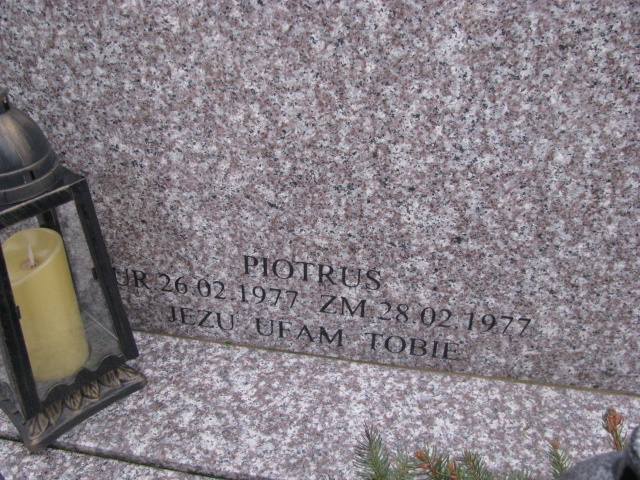 PIOTRUŚ
UR 26.02.1977 ZM 28.02.1977
JEZU UFAM TOBIE